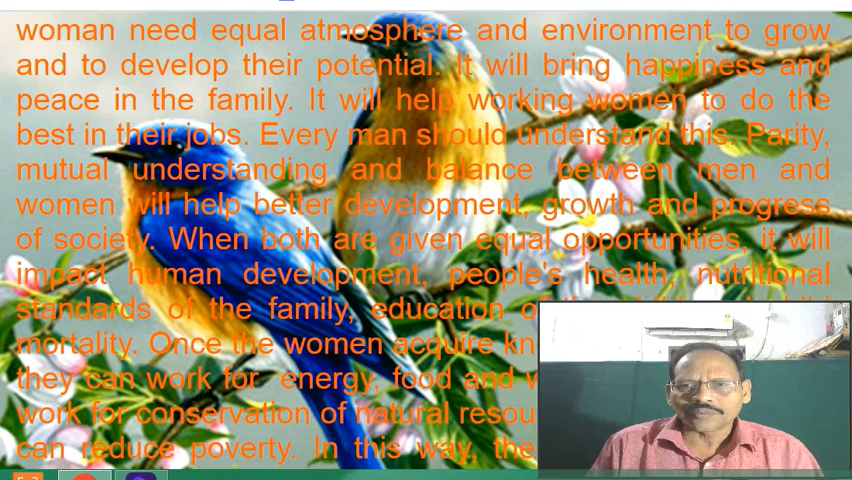 woman need equal atmosphere and environment to grow
and to develop their potential. It will bring happiness and
peace in the family. It will help working women to do the
best in their jobs. Every man should understand this. Parity,
mutual understanding and balance between men and
women will help better development, growth and progress
of society. When both are given equal opportunities, it will
impact human development, people's health, nutritional
standards of the family, education of
mortality. Once the women acquire
they can work for energy, food and
work for conservation of natural
can reduce poverty. In this way,